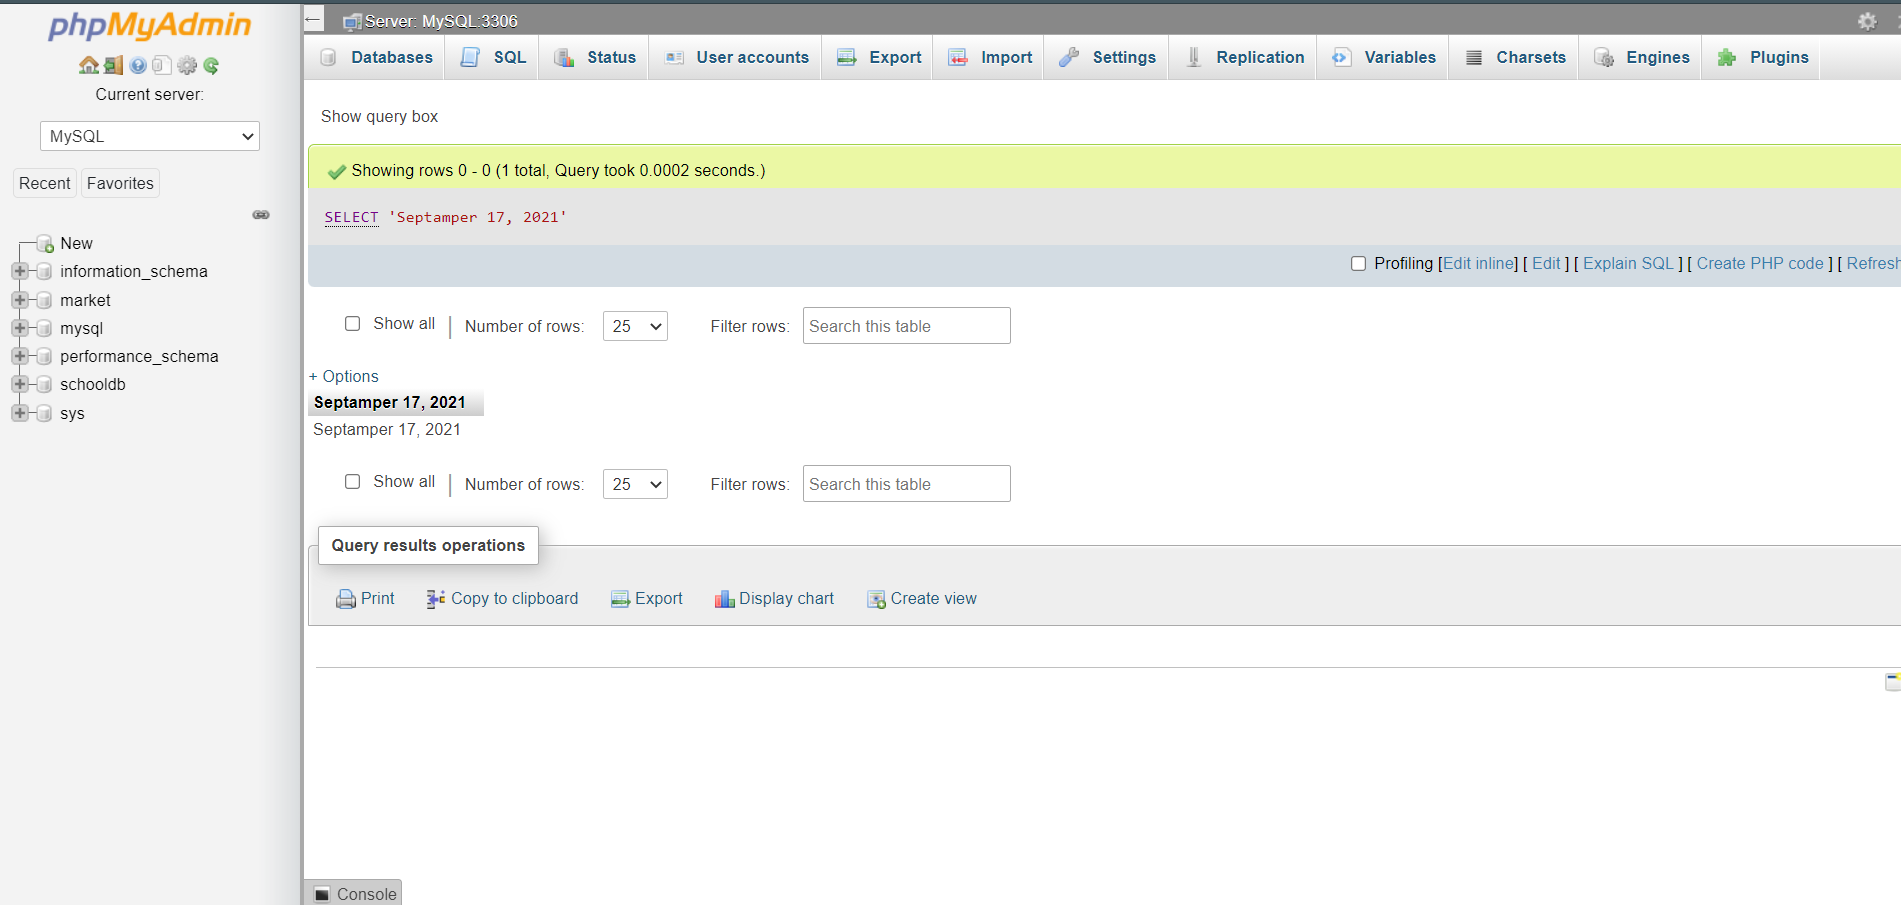 phpMyAdmin
Current server:
MySQL
Recent Favorites
New
information_schema
market
mysql
performance_schema
schooldb
sys
Server: MySQL:3306
Databases SQL Status User accounts Export Import Settings Replication Variables Charsets Engines Plugins
Show query box
Showing rows 0 - 0 (1 total, Query took 0.0002 seconds.)
SELECT 'Septamper 17, 2021'
Profiling [Edit inline] [ Edit ] [ Explain SQL ] [ Create PHP code ] [ Refresh
Show all | Number of rows: 25 Filter rows: Search this table
+ Options
Septamper 17, 2021
Septamper 17, 2021
Show all | Number of rows: 25 Filter rows: Search this table
Query results operations
Print Copy to clipboard Export Display chart Create view
Console